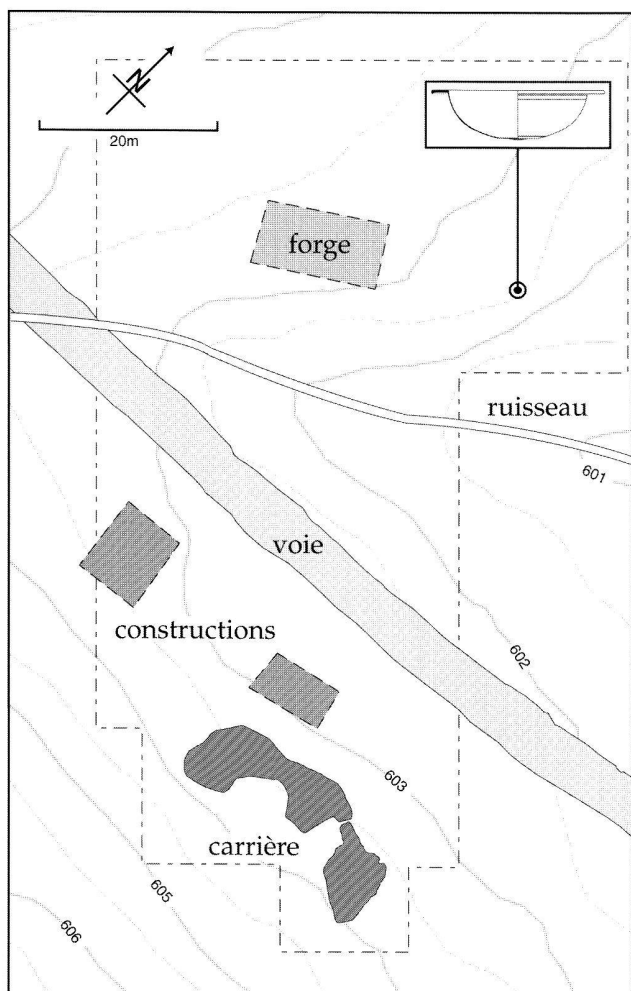 N
20m
forge
ruisseau
601
voie
constructions
602
603
carrière
605
606